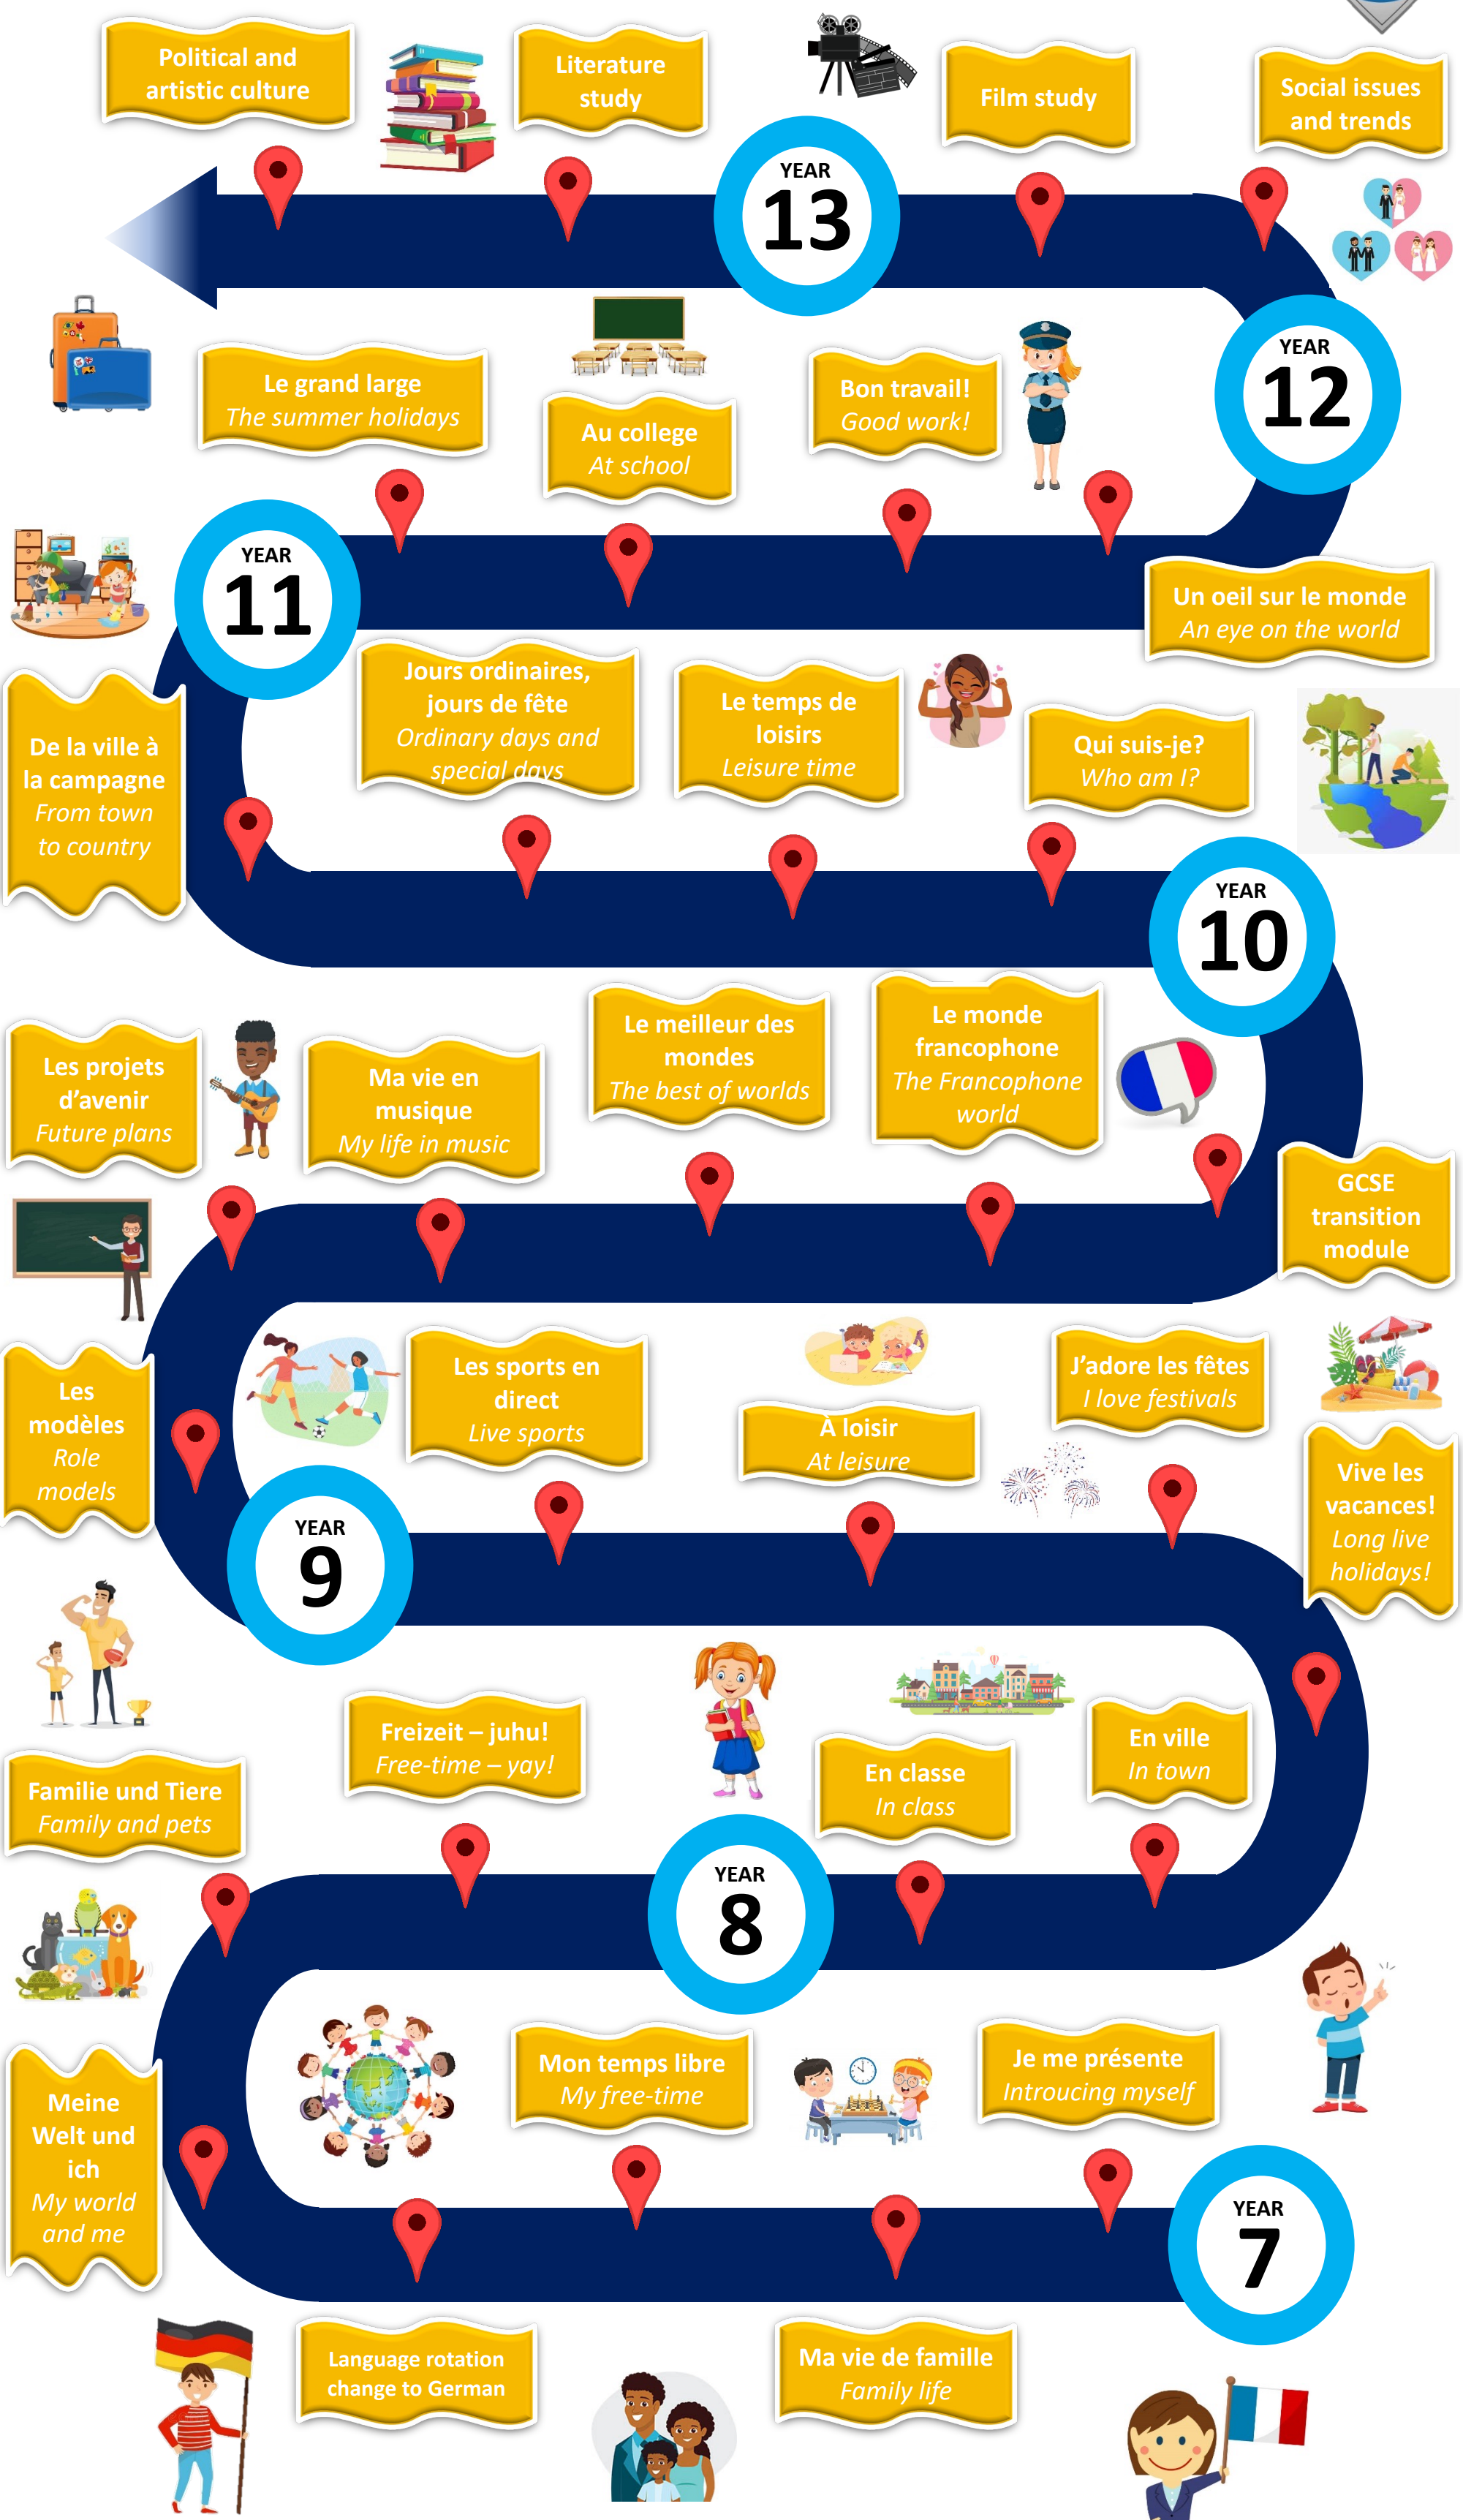 Political and
artistic culture
Literature
study
Film study
Social issues
and trends
YEAR
13
YEAR
12
Le grand large
The summer holidays
Au college
At school
Bon travail!
Good work!
YEAR
11
Un oeil sur le monde
An eye on the world
Jours ordinaires,
jours de fête
Ordinary days and
special days
Le temps de
loisirs
Leisure time
Qui suis-je?
Who am I?
De la ville à
la campagne
From town
to country
YEAR
10
Les projets
d'avenir
Future plans
Ma vie en
musique
My life in music
Le meilleur des
mondes
The best of worlds
Le monde
francophone
The Francophone
world
GCSE
transition
module
Les
modèles
Role
models
Les sports en
direct
Live sports
À loisir
At leisure
J'adore les fêtes
I love festivals
Vive les
vacances!
Long live
holidays!
YEAR
9
Familie und Tiere
Family and pets
Freizeit – juhu!
Free-time – yay!
En classe
In class
En ville
In town
YEAR
8
Meine
Welt und
ich
My world
and me
Mon temps libre
My free-time
Je me présente
Introucing myself
YEAR
7
Language rotation
change to German
Ma vie de famille
Family life